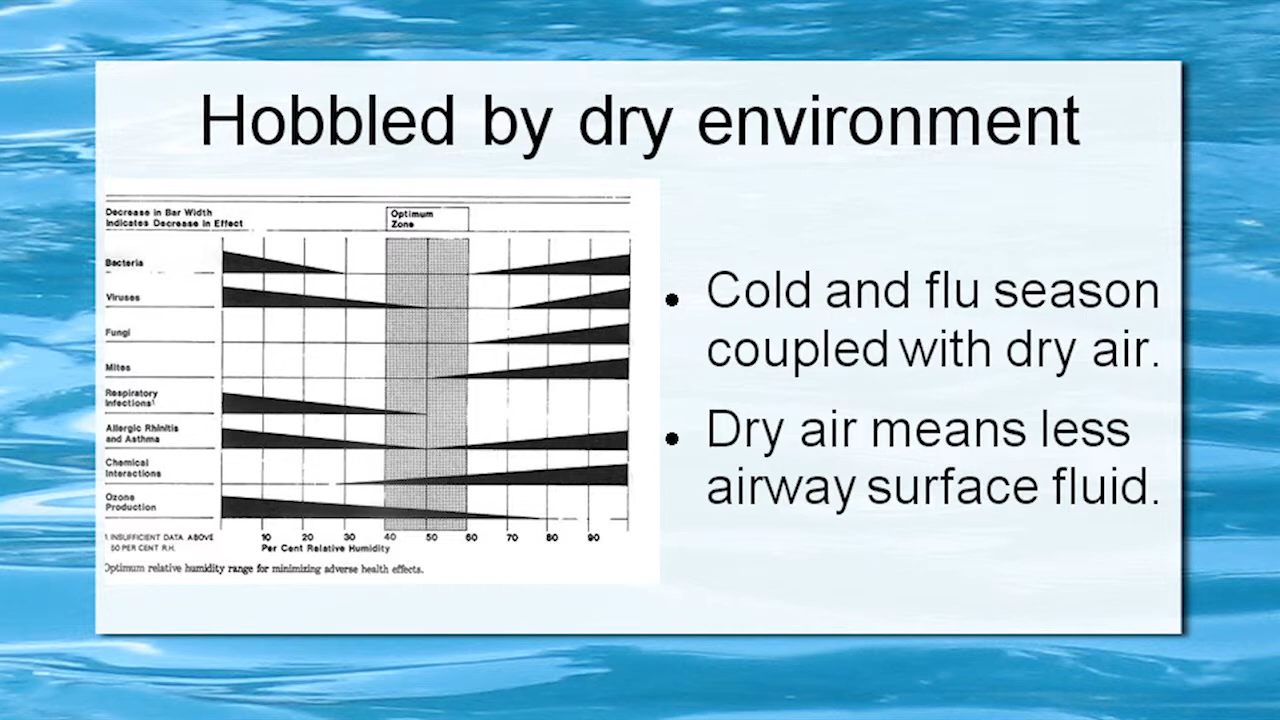 Hobbled by dry environment
Decrease in Bar Width
Indicates Decrease in Effect
Optimum
Zone
Bacteria
Viruses
Fungi
Mites
Respiratory
Infections¹
Allergic Rhinitis
and Asthma
Chemical
Interactions
Ozone
Production
1. INSUFFICIENT DATA ABOVE
50 PER CENT R.H.
10 20 30 40 50 60 70 80 90
Per Cent Relative Humidity
Optimum relative humidity range for minimizing adverse health effects.
• Cold and flu season
coupled with dry air.
• Dry air means less
airway surface fluid.